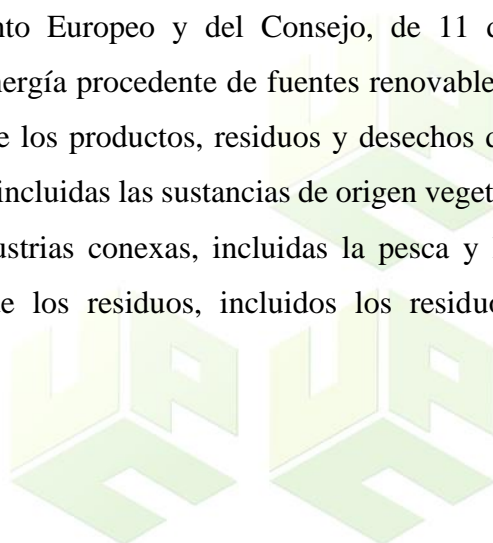 nto Europeo y del Consejo, de 11 d
nergía procedente de fuentes renovable
e los productos, residuos y desechos d
incluidas las sustancias de origen veget
ustrias conexas, incluidas la pesca y l
e los residuos, incluidos los residuo